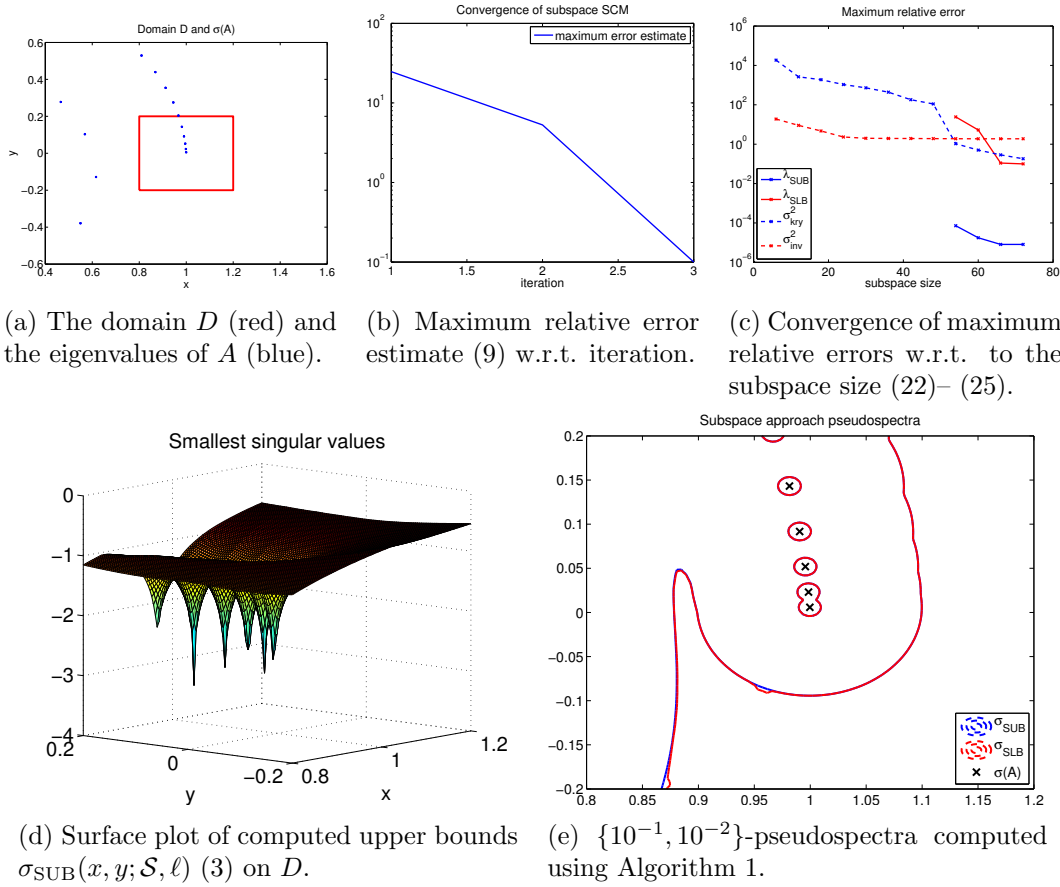 Domain D and σ(A)
0.6
0.4
0.2
0
−0.2
−0.4
−0.6
y
0.4 0.6 0.8 1 1.2 1.4 1.6
x
Convergence of subspace SCM
maximum error estimate
10^2
10^1
10^0
10^−1
1 1.5 2 2.5 3
iteration
Maximum relative error
10^6
10^4
10^2
10^0
10^−2
10^−4
10^−6
λ_SUB
λ_SLB
σ^2_kry
σ^2_inv
0 20 40 60 80
subspace size
(a) The domain D (red) and
the eigenvalues of A (blue).
(b) Maximum relative error
estimate (9) w.r.t. iteration.
(c) Convergence of maximum
relative errors w.r.t. to the
subspace size (22)– (25).
Smallest singular values
0
−1
−2
−3
−4
0.2 0 −0.2
y
0.8 1 1.2
x
Subspace approach pseudospectra
0.2
0.15
0.1
0.05
0
−0.05
−0.1
−0.15
−0.2
0.8 0.85 0.9 0.95 1 1.05 1.1 1.15 1.2
σ_SUB
σ_SLB
σ(A)
(d) Surface plot of computed upper bounds
σ_SUB(x, y; S, ℓ) (3) on D.
(e) {10^−1, 10^−2}-pseudospectra computed
using Algorithm 1.